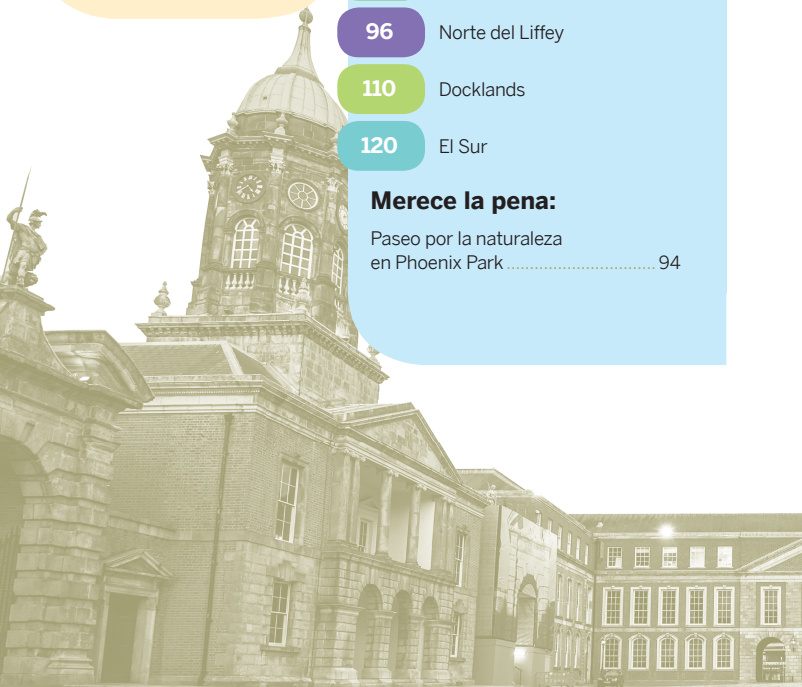 96 Norte del Liffey
110 Docklands
120 El Sur
Merece la pena:
Paseo por la naturaleza
en Phoenix Park ............................... 94